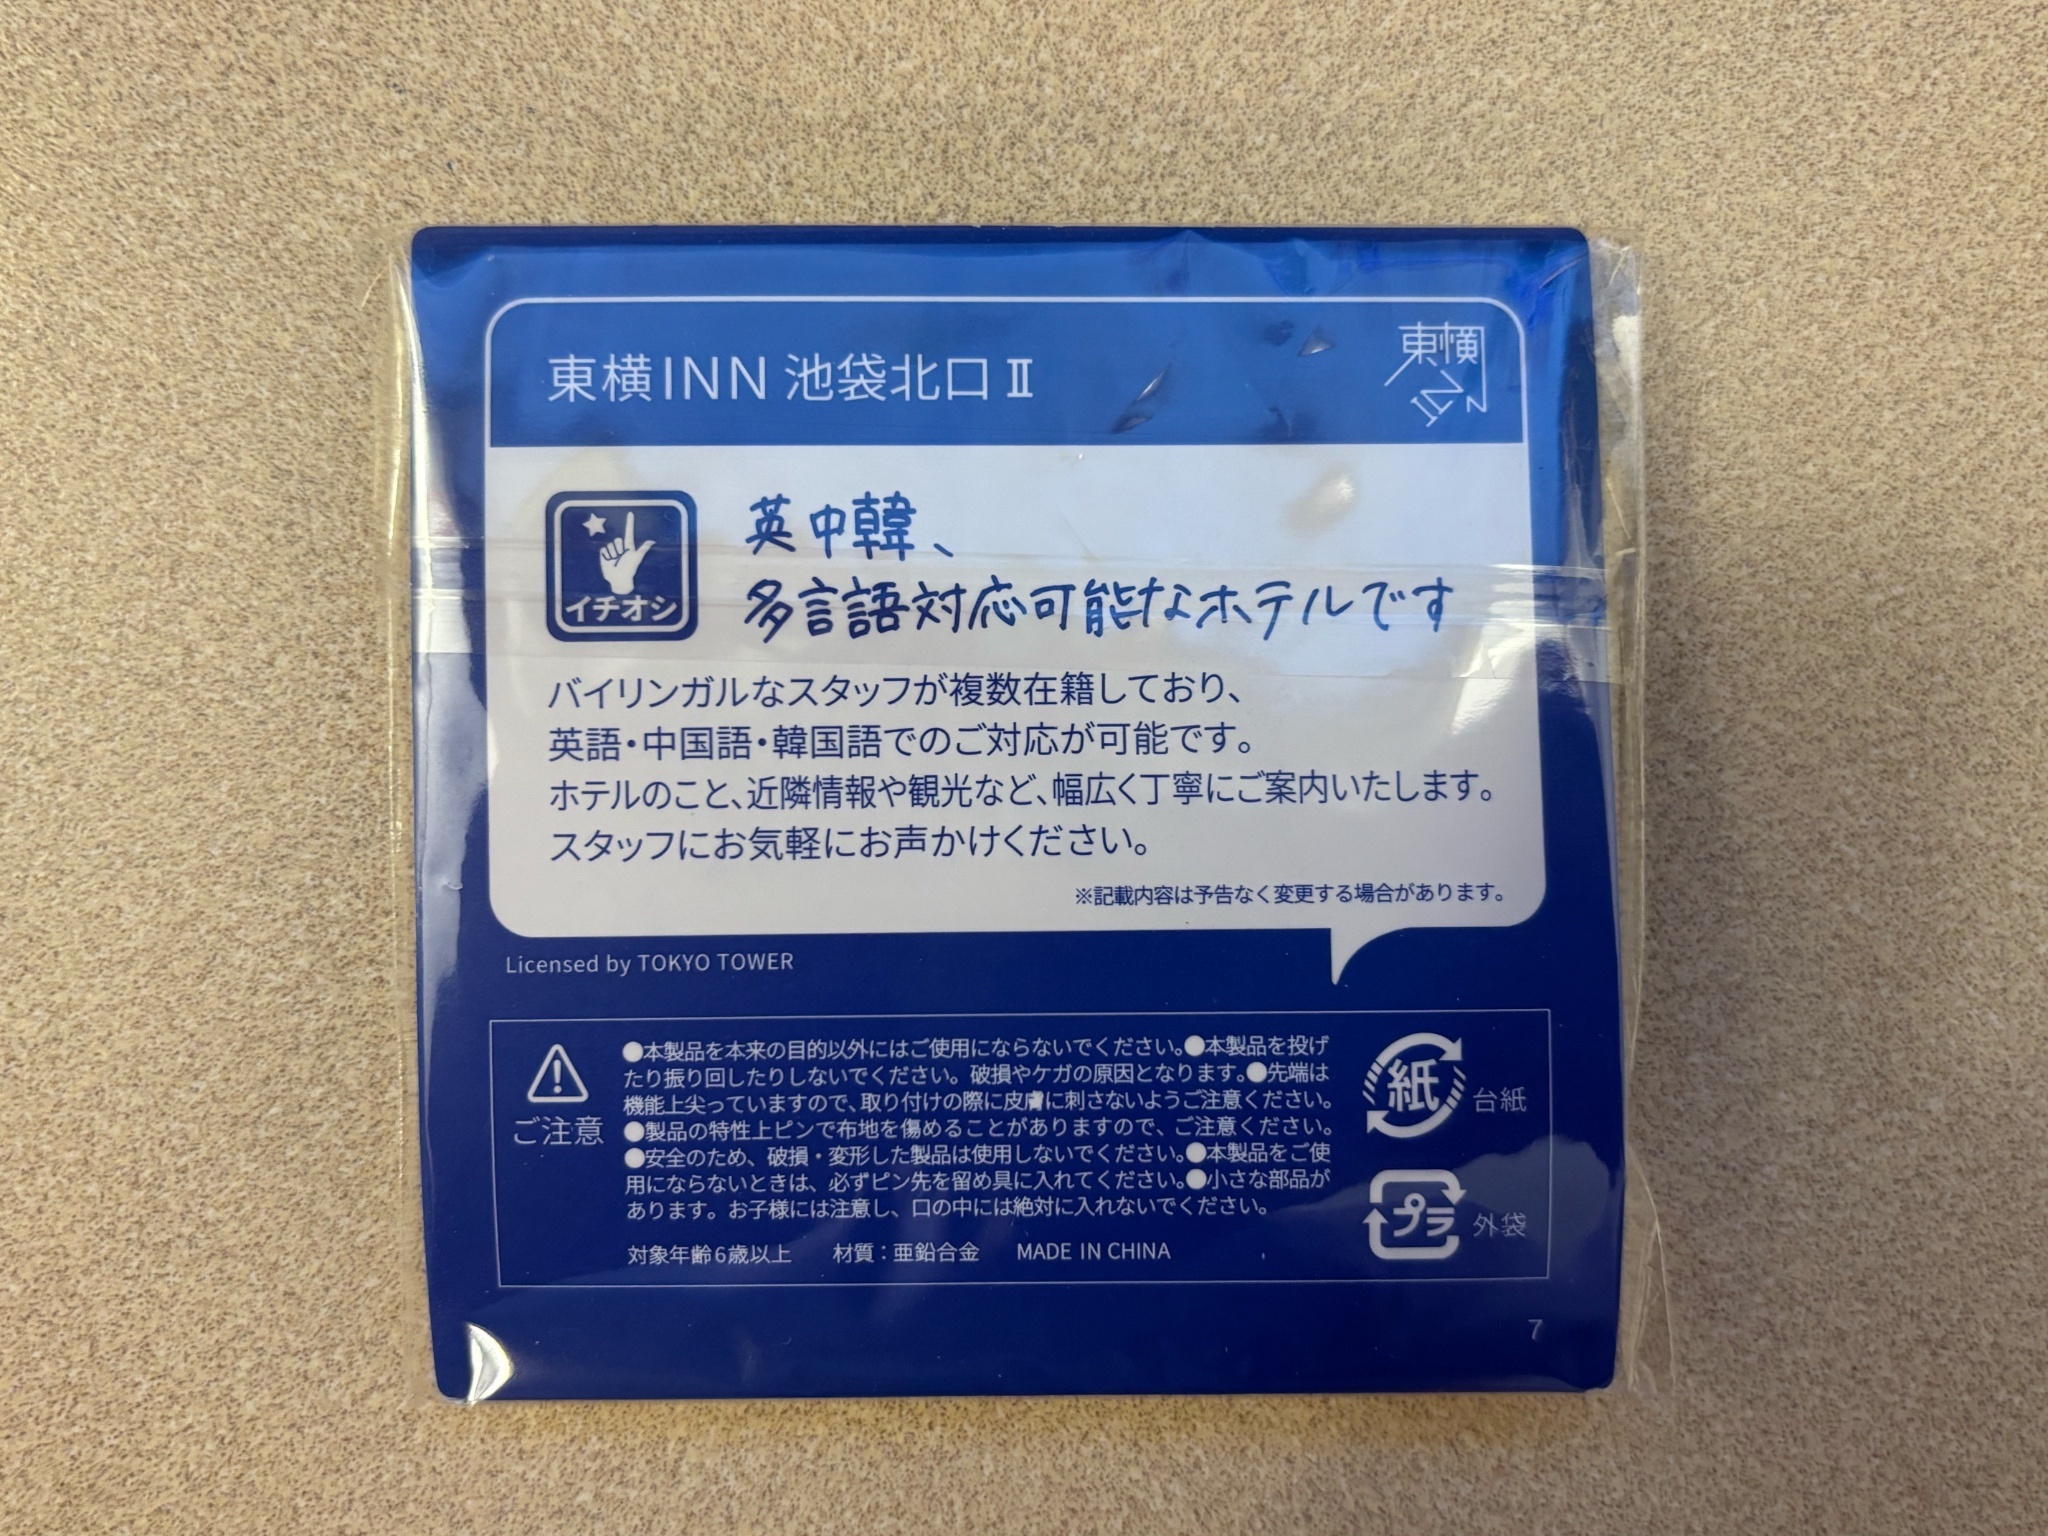 東横INN 池袋北口Ⅱ
東横INN
イチオシ
英中韓、
多言語対応可能なホテルです
バイリンガルなスタッフが複数在籍しており、
英語・中国語・韓国語でのご対応が可能です。
ホテルのこと、近隣情報や観光など、幅広く丁寧にご案内いたします。
スタッフにお気軽にお声かけください。
※記載内容は予告なく変更する場合があります。
Licensed by TOKYO TOWER
ご注意
●本製品を本来の目的以外にはご使用にならないでください。●本製品を投げ
たり振り回したりしないでください。破損やケガの原因となります。●先端は
機能上尖っていますので、取り付けの際に皮膚に刺さないようご注意ください。
●製品の特性上ピンで布地を傷めることがありますので、ご注意ください。
●安全のため、破損・変形した製品は使用しないでください。●本製品をご使
用にならないときは、必ずピン先を留め具に入れてください。●小さな部品が
あります。お子様には注意し、口の中には絶対に入れないでください。
対象年齢6歳以上 材質：亜鉛合金 MADE IN CHINA
紙 台紙
プラ 外袋
7